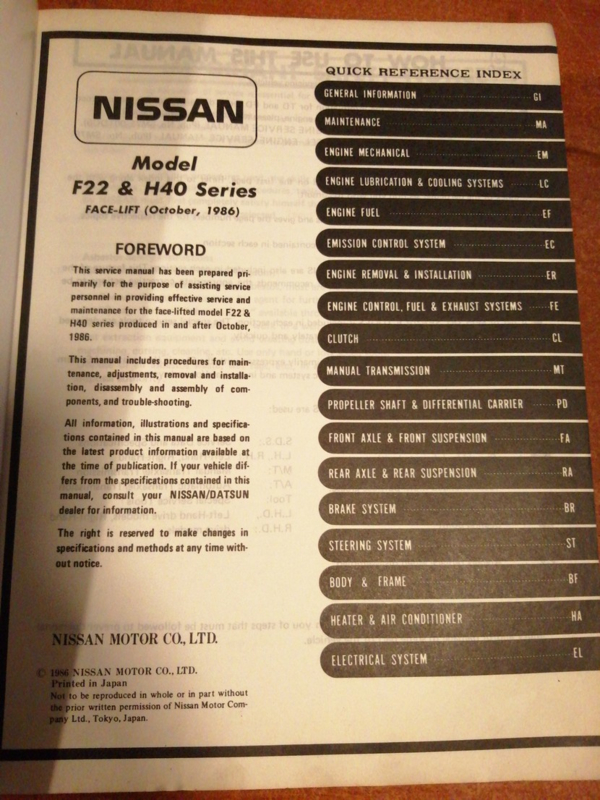 NISSAN
Model
F22 & H40 Series
FACE-LIFT (October, 1986)
FOREWORD
This service manual has been prepared pri-
marily for the purpose of assisting service
personnel in providing effective service and
maintenance for the face-lifted model F22 &
H40 series produced in and after October,
1986.
This manual includes procedures for main-
tenance, adjustments, removal and installa-
tion, disassembly and assembly of com-
ponents, and trouble-shooting.
All information, illustrations and specifica-
tions contained in this manual are based on
the latest product information available at
the time of publication. If your vehicle dif-
fers from the specifications contained in this
manual, consult your NISSAN/DATSUN
dealer for information.
The right is reserved to make changes in
specifications and methods at any time with-
out notice.
NISSAN MOTOR CO., LTD.
© 1986 NISSAN MOTOR CO., LTD.
Printed in Japan
Not to be reproduced in whole or in part without
the prior written permission of Nissan Motor Com-
pany Ltd., Tokyo, Japan.
QUICK REFERENCE INDEX
GENERAL INFORMATION GI
MAINTENANCE MA
ENGINE MECHANICAL EM
ENGINE LUBRICATION & COOLING SYSTEMS LC
ENGINE FUEL EF
EMISSION CONTROL SYSTEM EC
ENGINE REMOVAL & INSTALLATION ER
ENGINE CONTROL, FUEL & EXHAUST SYSTEMS FE
CLUTCH CL
MANUAL TRANSMISSION MT
PROPELLER SHAFT & DIFFERENTIAL CARRIER PD
FRONT AXLE & FRONT SUSPENSION FA
REAR AXLE & REAR SUSPENSION RA
BRAKE SYSTEM BR
STEERING SYSTEM ST
BODY & FRAME BF
HEATER & AIR CONDITIONER HA
ELECTRICAL SYSTEM EL